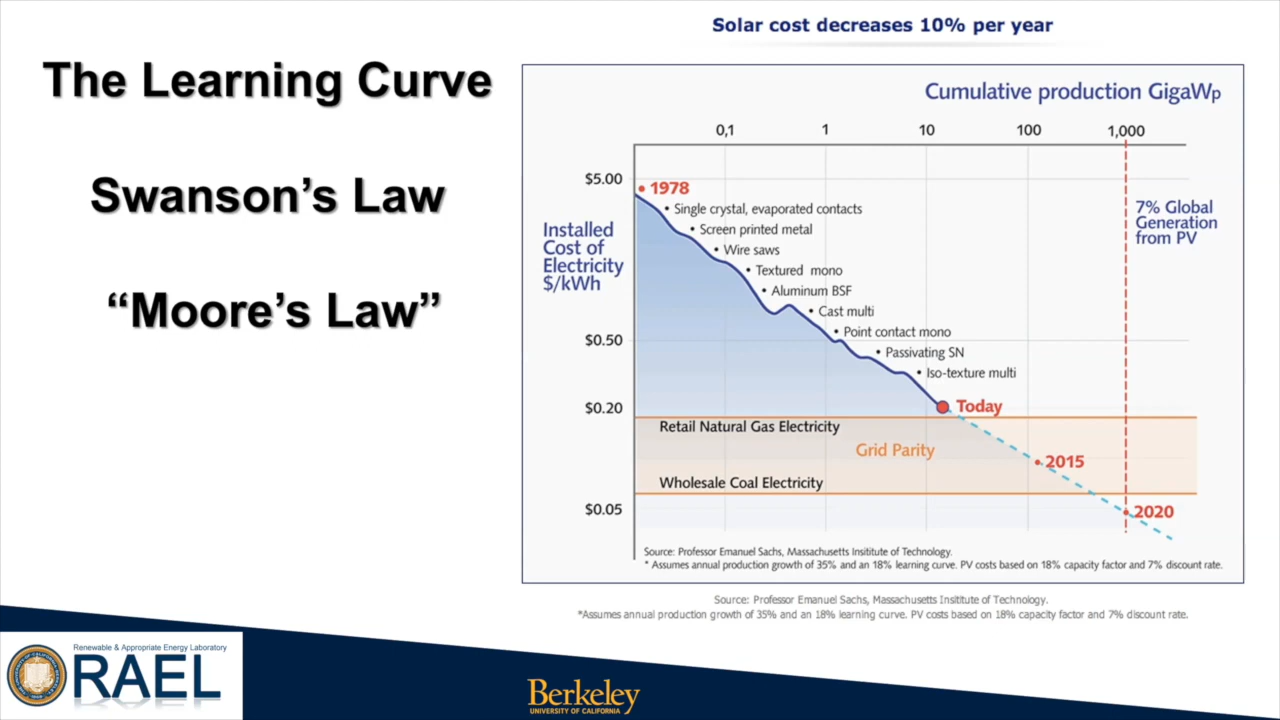 Solar cost decreases 10% per year
The Learning Curve
Swanson’s Law
“Moore’s Law”
Cumulative production GigaWp
0,1
1
10
100
1,000
$5.00
$0.50
$0.20
$0.05
Installed
Cost of
Electricity
$/kWh
1978
• Single crystal, evaporated contacts
• Screen printed metal
• Wire saws
• Textured mono
• Aluminum BSF
• Cast multi
• Point contact mono
• Passivating SN
• Iso-texture multi
7% Global
Generation
from PV
Today
Retail Natural Gas Electricity
Grid Parity
2015
Wholesale Coal Electricity
2020
Source: Professor Emanuel Sachs, Massachusetts Insititute of Technology.
* Assumes annual production growth of 35% and an 18% learning curve. PV costs based on 18% capacity factor and 7% discount rate.
Source: Professor Emanuel Sachs, Massachusetts Insititute of Technology.
*Assumes annual production growth of 35% and an 18% learning curve. PV costs based on 18% capacity factor and 7% discount rate.
Renewable & Appropriate Energy Laboratory
RAEL
Berkeley
UNIVERSITY OF CALIFORNIA